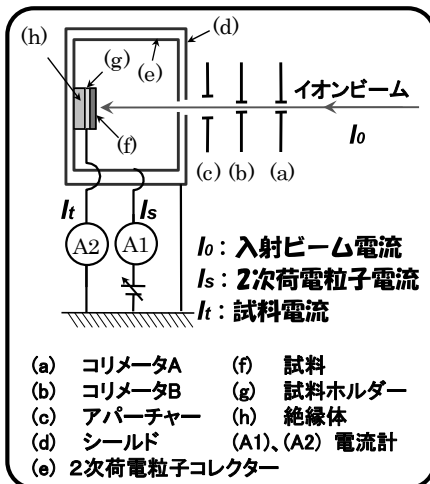 (h)
(d)
(g)
(e)
イオンビーム
I0
(f)
(c) (b) (a)
It Is
A2 A1
I0：入射ビーム電流
Is：2次荷電粒子電流
It：試料電流
(a) コリメータA (f) 試料
(b) コリメータB (g) 試料ホルダー
(c) アパーチャー (h) 絶縁体
(d) シールド (A1)、(A2) 電流計
(e) 2次荷電粒子コレクター